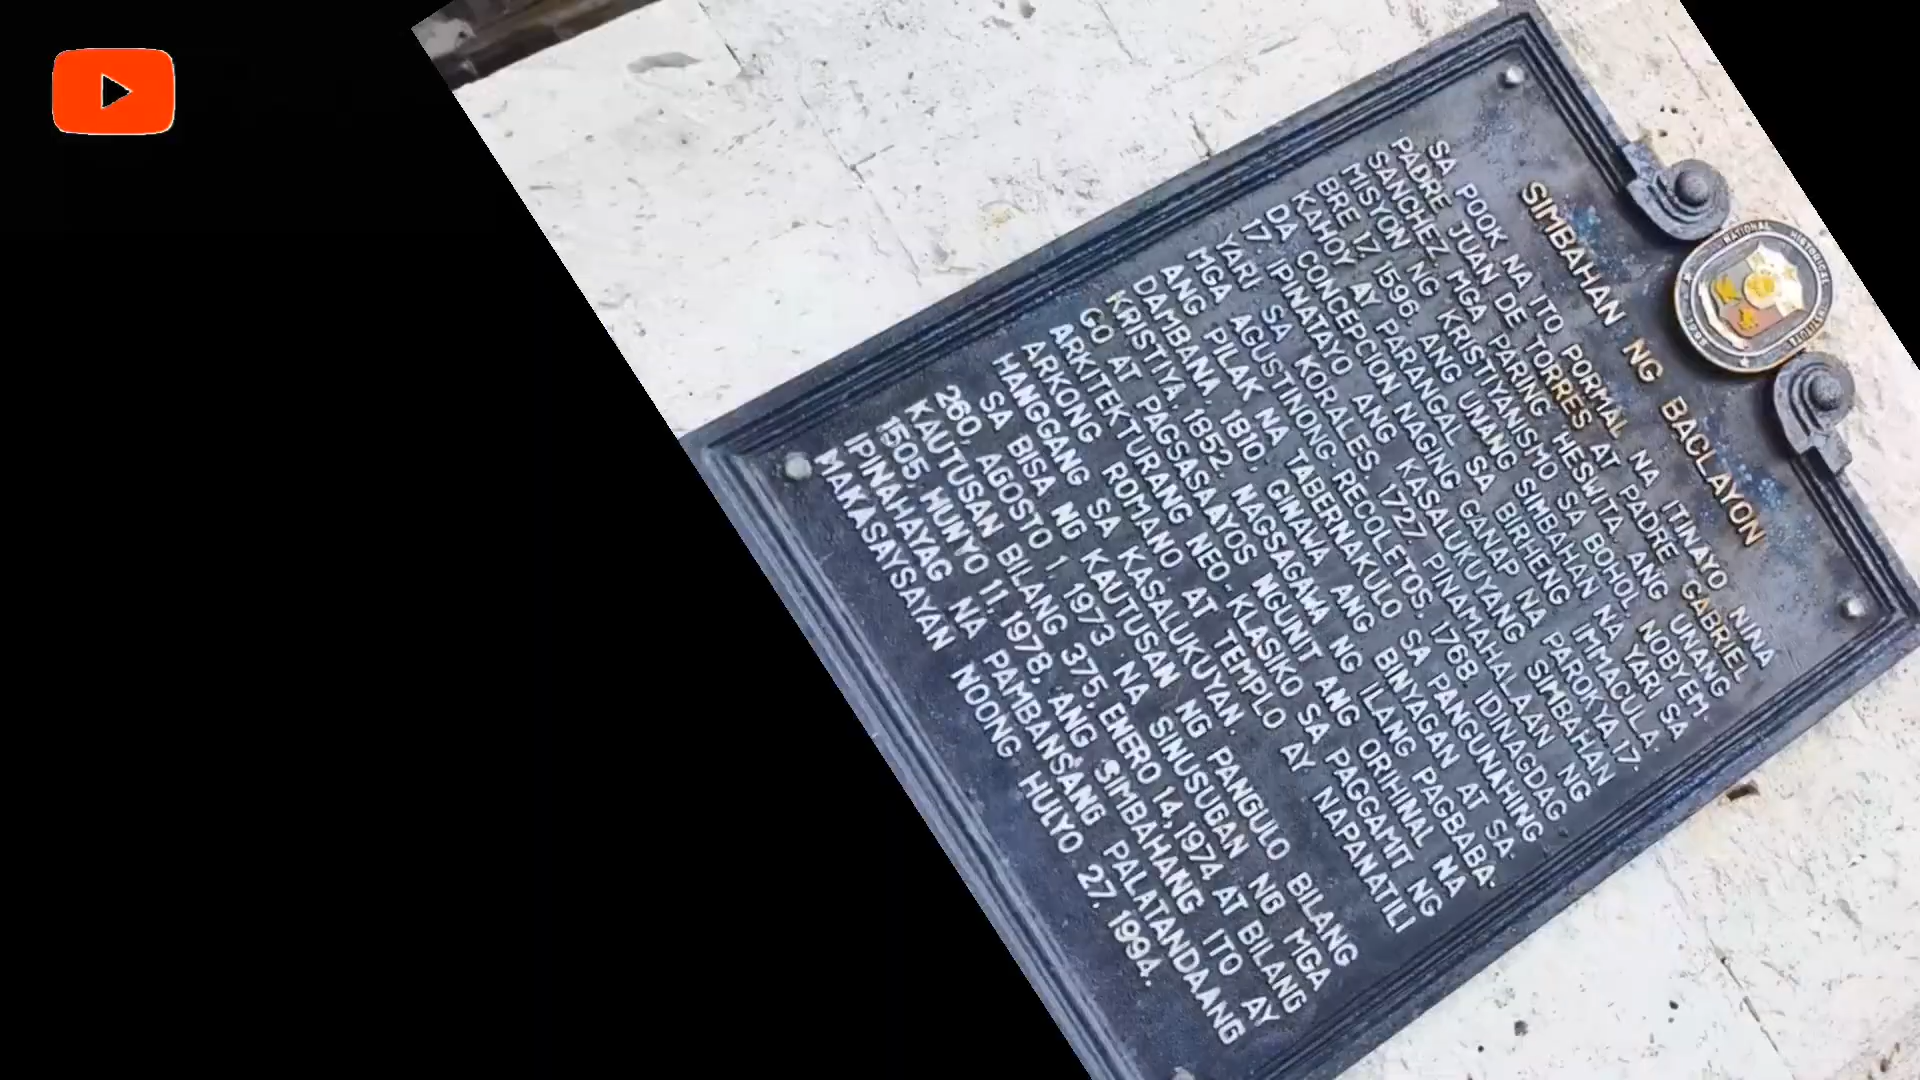 NATIONAL HISTORICAL INSTITUTE
SIMBAHAN NG BACLAYON
SA POOK NA ITO PORMAL NA ITINAYO NINA
PADRE JUAN DE TORRES AT PADRE GABRIEL
SANCHEZ, MGA PARING HESWITA, ANG UNANG
MISYON NG KRISTIYANISMO SA BOHOL, NOBYEM-
BRE 17, 1596. ANG UNANG SIMBAHAN NA YARI SA
KAHOY AY PARANGAL SA BIRHENG IMMACULA-
DA CONCEPCION NAGING GANAP NA PAROKYA 17-
17. IPINATAYO ANG KASALUKUYANG SIMBAHAN
YARI SA KORALES, 1727. PINAMAHALAAN NG
MGA AGUSTINONG RECOLETOS, 1768. IDINAGDAG
ANG PILAK NA TABERNAKULO SA PANGUNAHING
DAMBANA, 1810, GINAWA ANG BINYAGAN AT SA-
KRISTIYA, 1852. NAGSAGAWA NG ILANG PAGBABA-
GO AT PAGSASAAYOS NGUNIT ANG ORIHINAL NA
ARKITEKTURANG NEO-KLASIKO SA PAGGAMIT NG
ARKONG ROMANO AT TEMPLO AY NAPANATILI
HANGGANG SA KASALUKUYAN.
SA BISA NG KAUTUSAN NG PANGULO BILANG
260, AGOSTO 1, 1973 NA SINUSUGAN NG MGA
KAUTUSAN BILANG 375, ENERO 14, 1974 AT BILANG
1505, HUNYO 11, 1978, ANG SIMBAHANG ITO AY
IPINAHAYAG NA PAMBANSANG PALATANDAANG
MAKASAYSAYAN NOONG HULYO 27, 1994.